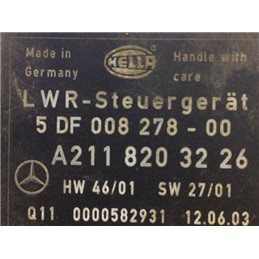 Made in Germany
HELLA
Handle with care
LWR-Steuergerät
5 DF 008 278 - 00
A211 820 32 26
HW 46/01 SW 27/01
Q11 0000582931 12.06.03